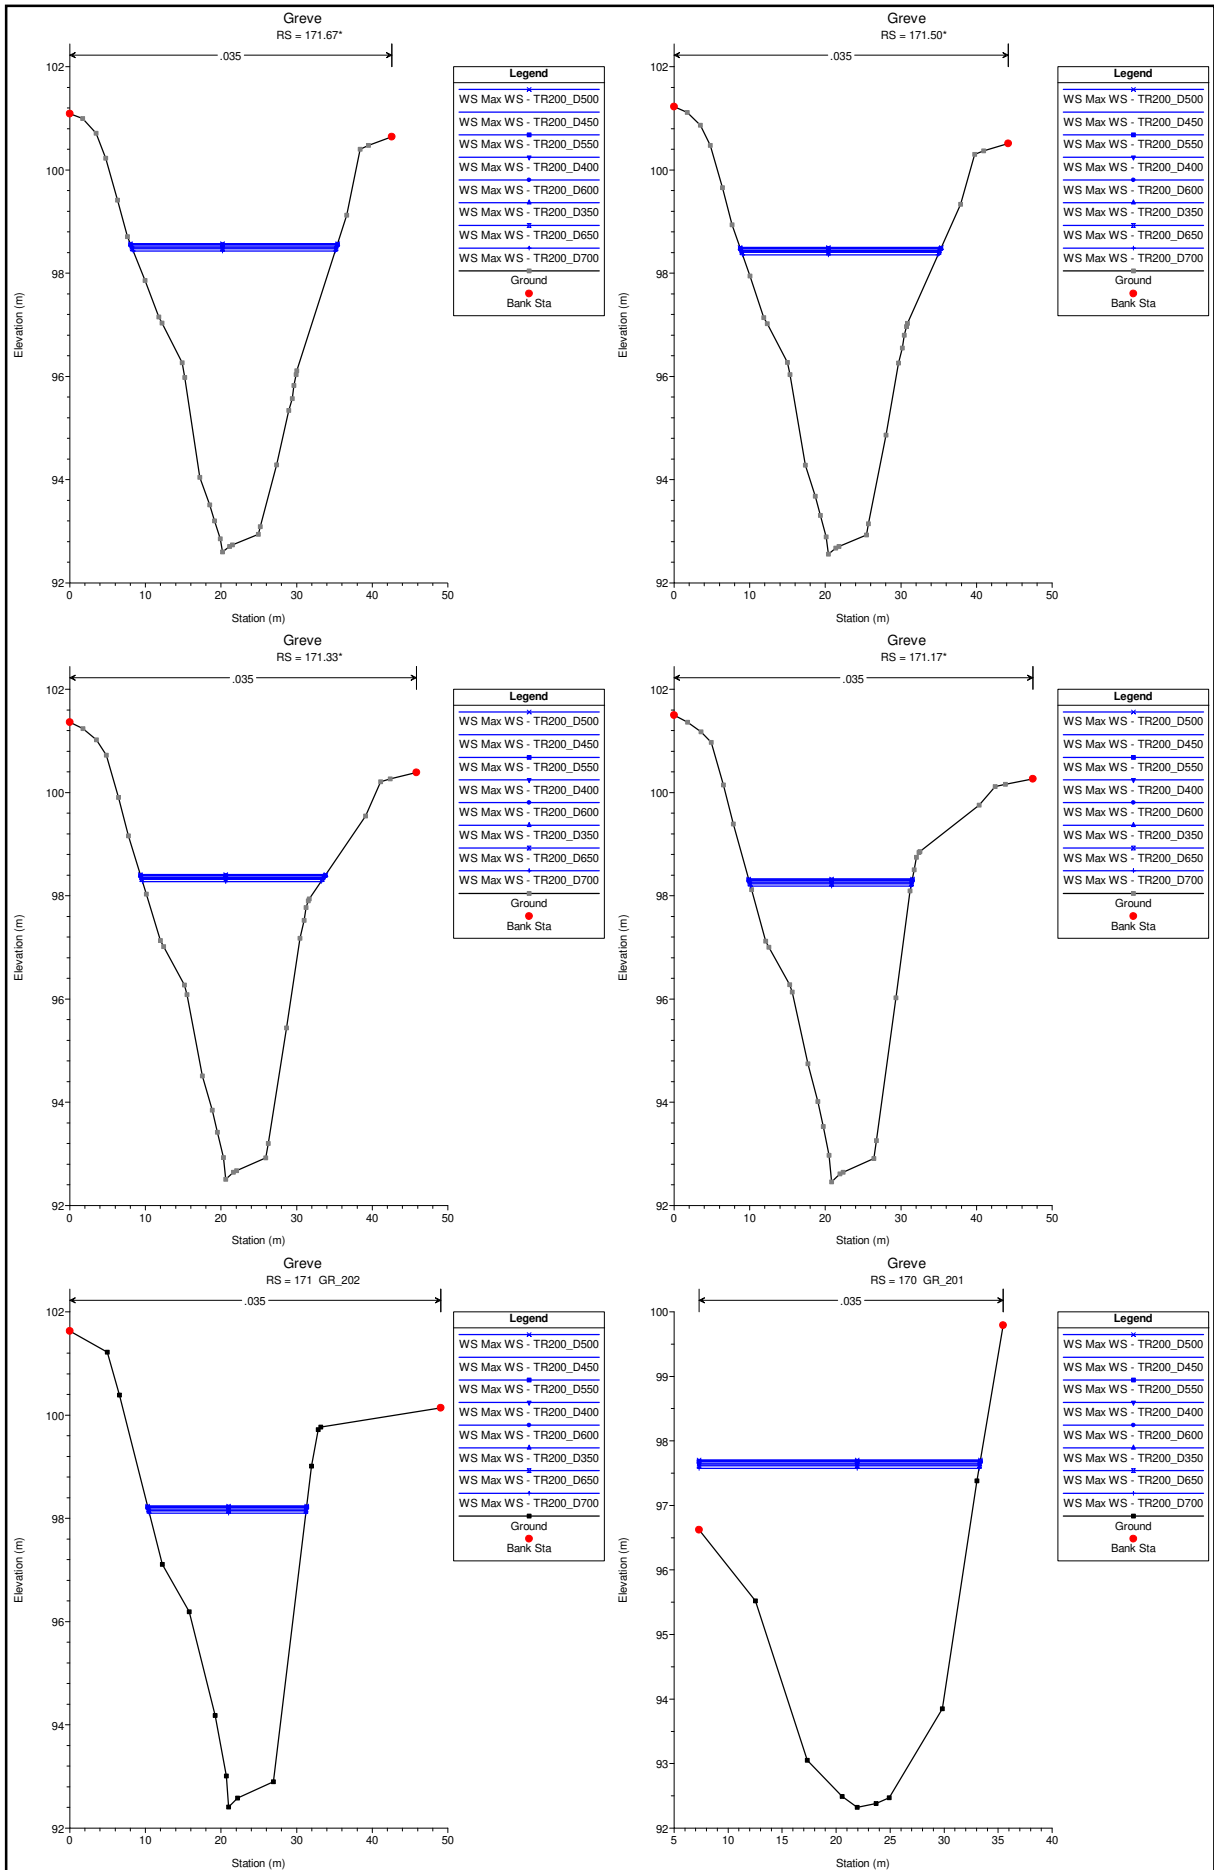 Greve
RS = 171.67*
.035
Legend
WS Max WS - TR200_D500
WS Max WS - TR200_D450
WS Max WS - TR200_D550
WS Max WS - TR200_D400
WS Max WS - TR200_D600
WS Max WS - TR200_D350
WS Max WS - TR200_D650
WS Max WS - TR200_D700
Ground
Bank Sta
102
100
98
96
94
92
Elevation (m)
0 10 20 30 40 50
Station (m)
Greve
RS = 171.50*
.035
Legend
WS Max WS - TR200_D500
WS Max WS - TR200_D450
WS Max WS - TR200_D550
WS Max WS - TR200_D400
WS Max WS - TR200_D600
WS Max WS - TR200_D350
WS Max WS - TR200_D650
WS Max WS - TR200_D700
Ground
Bank Sta
102
100
98
96
94
92
Elevation (m)
0 10 20 30 40 50
Station (m)
Greve
RS = 171.33*
.035
Legend
WS Max WS - TR200_D500
WS Max WS - TR200_D450
WS Max WS - TR200_D550
WS Max WS - TR200_D400
WS Max WS - TR200_D600
WS Max WS - TR200_D350
WS Max WS - TR200_D650
WS Max WS - TR200_D700
Ground
Bank Sta
102
100
98
96
94
92
Elevation (m)
0 10 20 30 40 50
Station (m)
Greve
RS = 171.17*
.035
Legend
WS Max WS - TR200_D500
WS Max WS - TR200_D450
WS Max WS - TR200_D550
WS Max WS - TR200_D400
WS Max WS - TR200_D600
WS Max WS - TR200_D350
WS Max WS - TR200_D650
WS Max WS - TR200_D700
Ground
Bank Sta
102
100
98
96
94
92
Elevation (m)
0 10 20 30 40 50
Station (m)
Greve
RS = 171 GR_202
.035
Legend
WS Max WS - TR200_D500
WS Max WS - TR200_D450
WS Max WS - TR200_D550
WS Max WS - TR200_D400
WS Max WS - TR200_D600
WS Max WS - TR200_D350
WS Max WS - TR200_D650
WS Max WS - TR200_D700
Ground
Bank Sta
102
100
98
96
94
92
Elevation (m)
0 10 20 30 40 50
Station (m)
Greve
RS = 170 GR_201
.035
Legend
WS Max WS - TR200_D500
WS Max WS - TR200_D450
WS Max WS - TR200_D550
WS Max WS - TR200_D400
WS Max WS - TR200_D600
WS Max WS - TR200_D350
WS Max WS - TR200_D650
WS Max WS - TR200_D700
Ground
Bank Sta
100
99
98
97
96
95
94
93
92
Elevation (m)
5 10 15 20 25 30 35 40
Station (m)